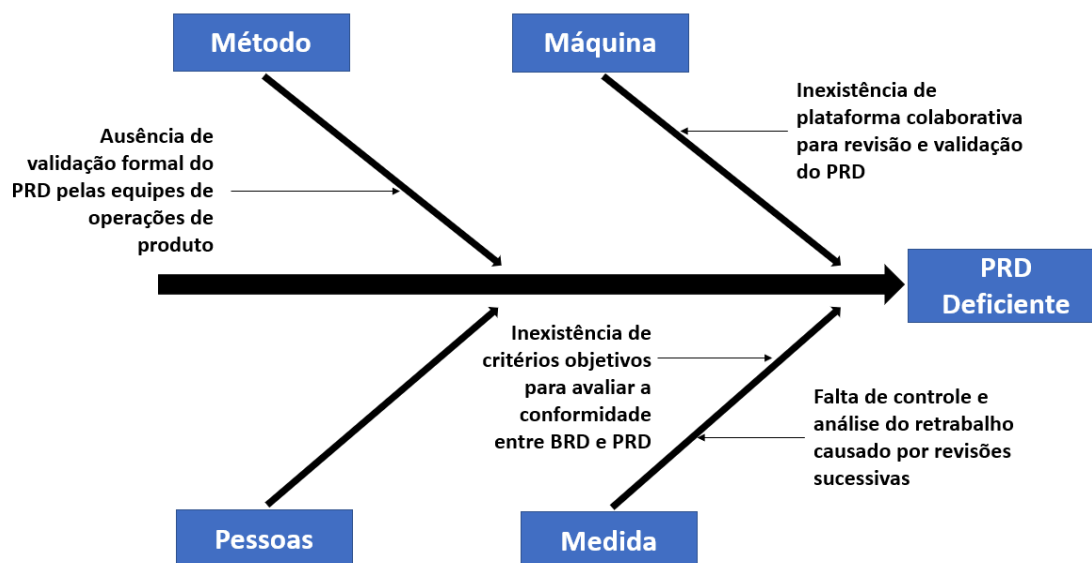 Método
Máquina
Ausência de
validação formal do
PRD pelas equipes de
operações de
produto
Inexistência de
plataforma colaborativa
para revisão e validação
do PRD
PRD
Deficiente
Inexistência de
critérios objetivos
para avaliar a
conformidade
entre BRD e PRD
Falta de controle e
análise do retrabalho
causado por revisões
sucessivas
Pessoas
Medida